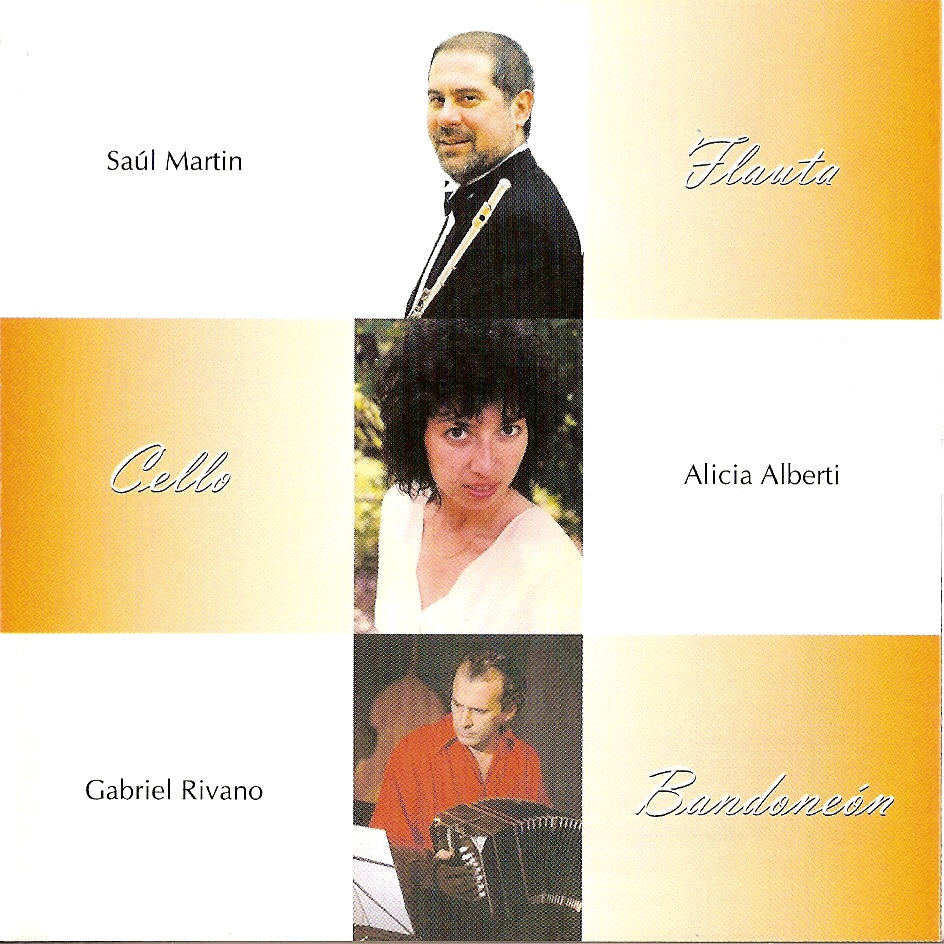 Saúl Martin
Flauta
Cello
Alicia Alberti
Gabriel Rivano
Bandoneón